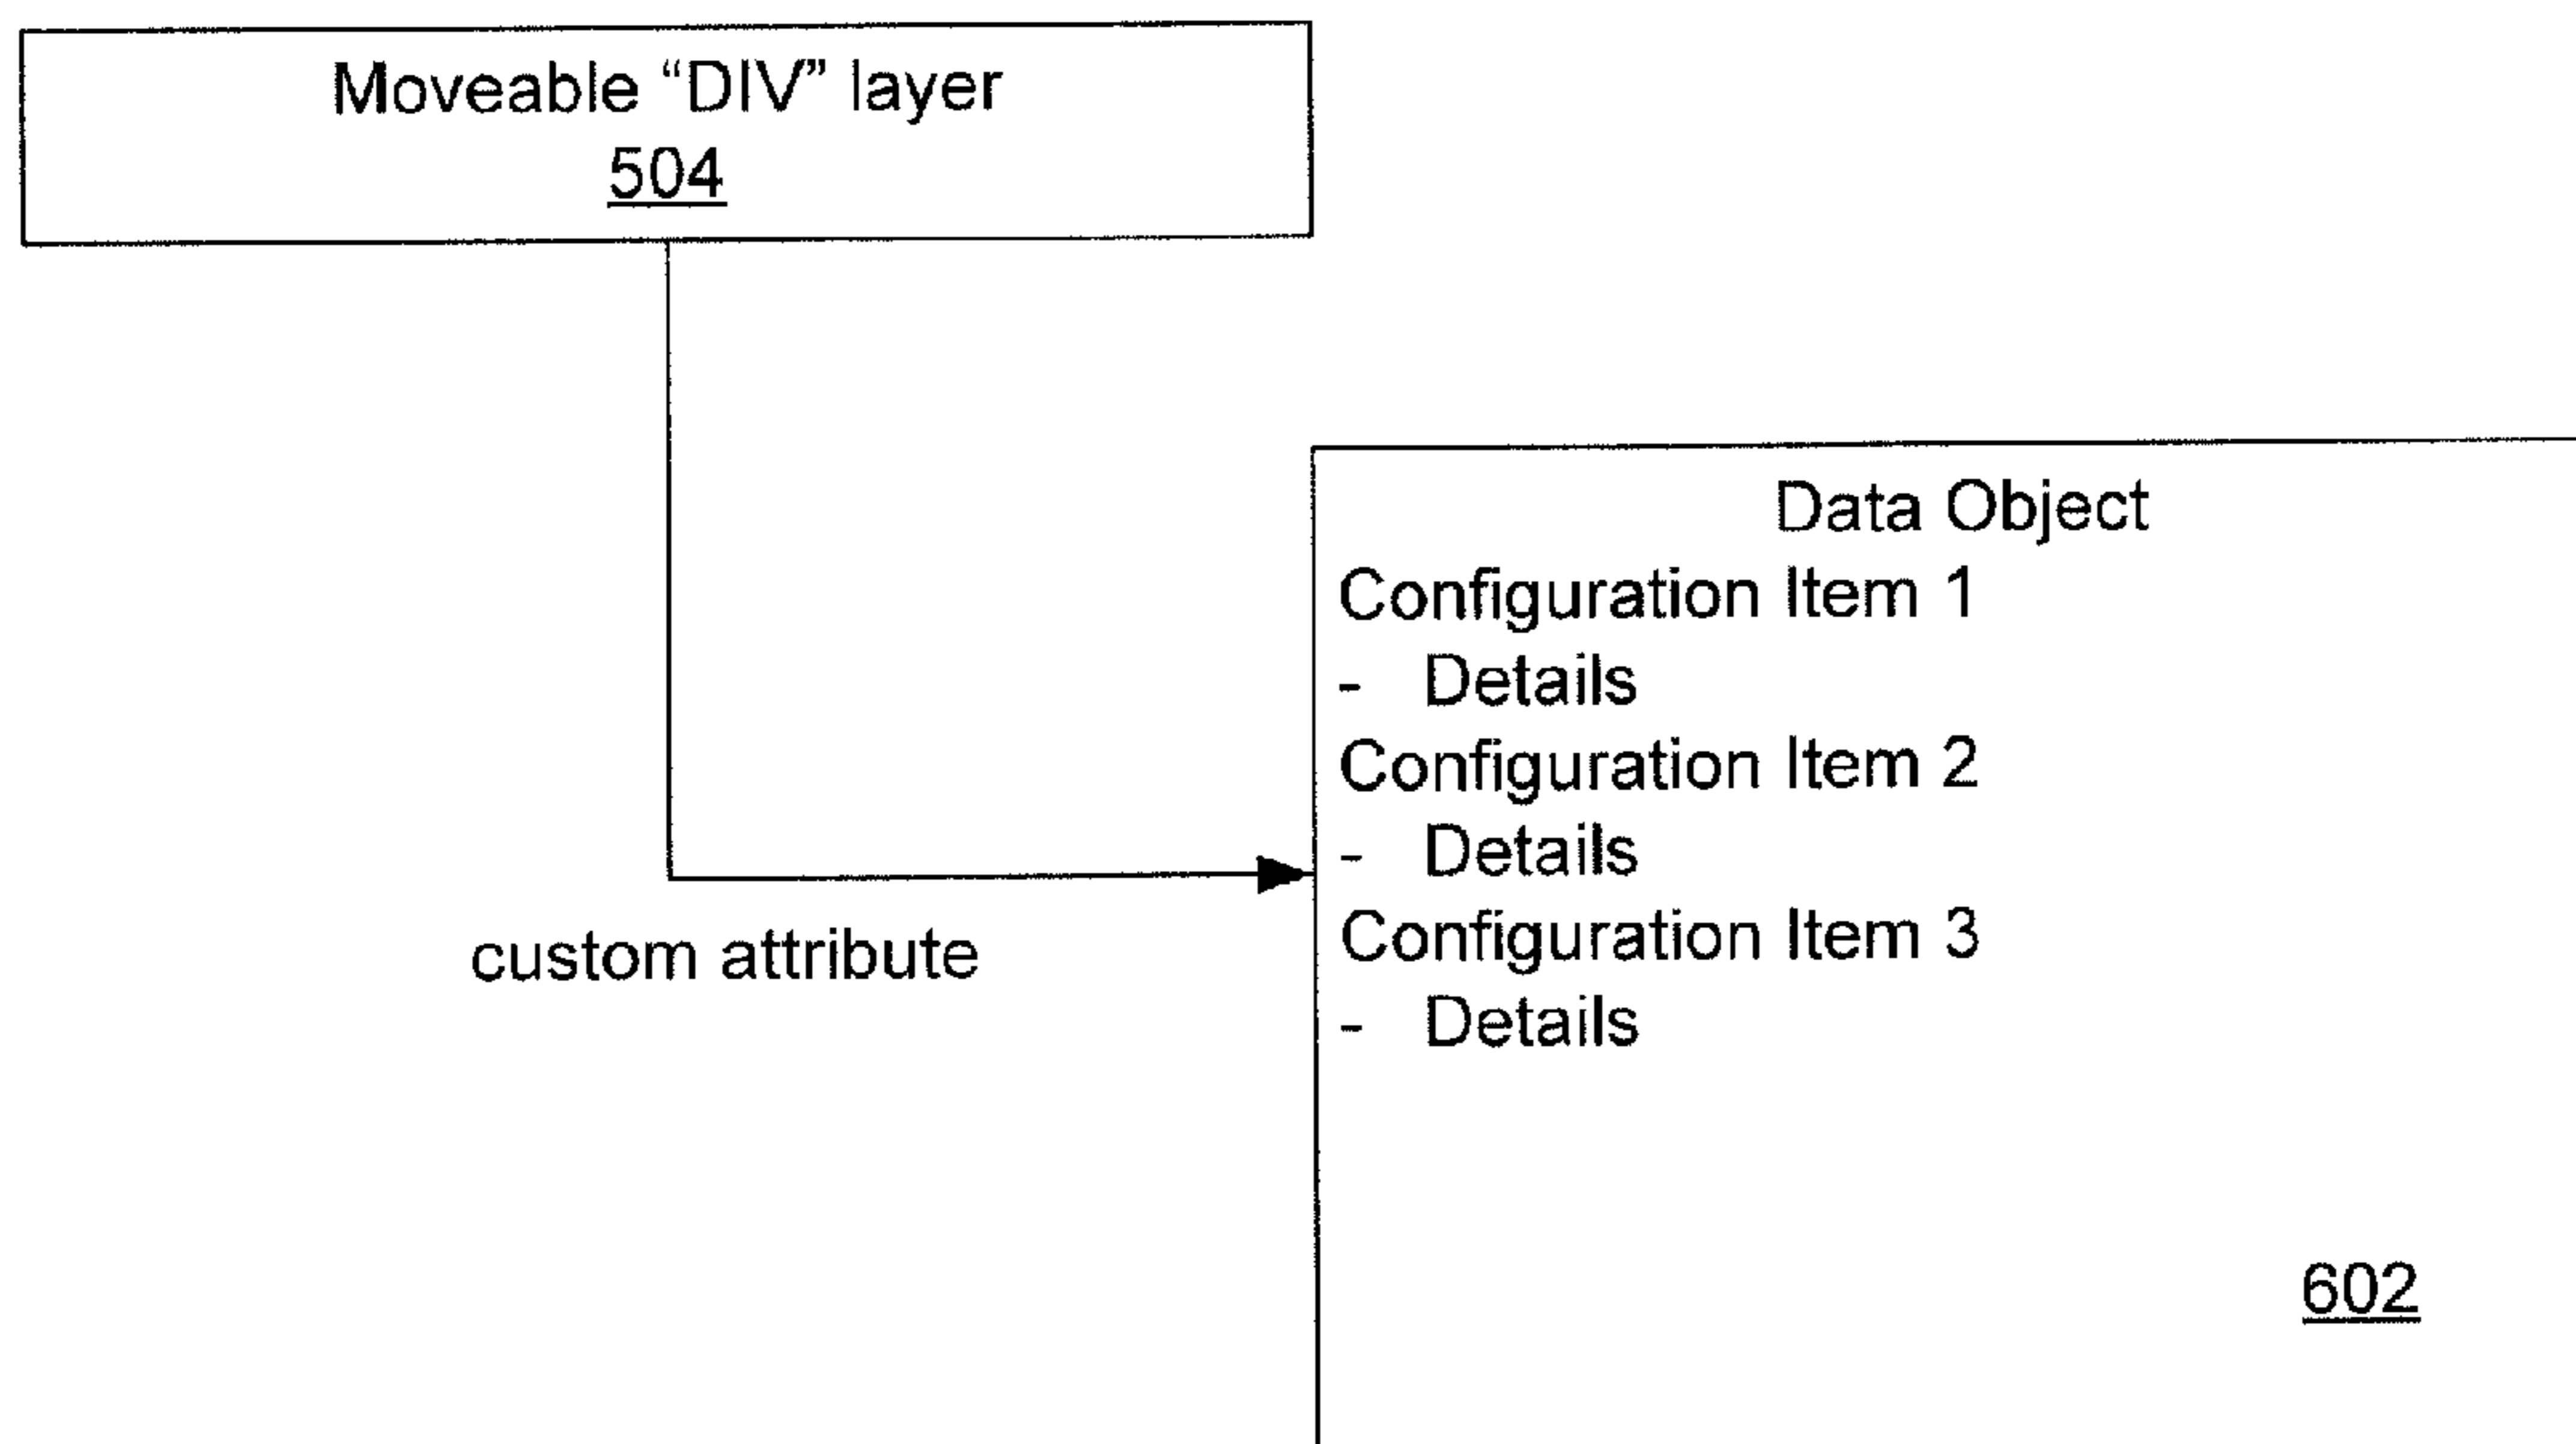 Moveable “DIV” layer
504
Data Object
Configuration Item 1
- Details
Configuration Item 2
- Details
Configuration Item 3
- Details
custom attribute
602